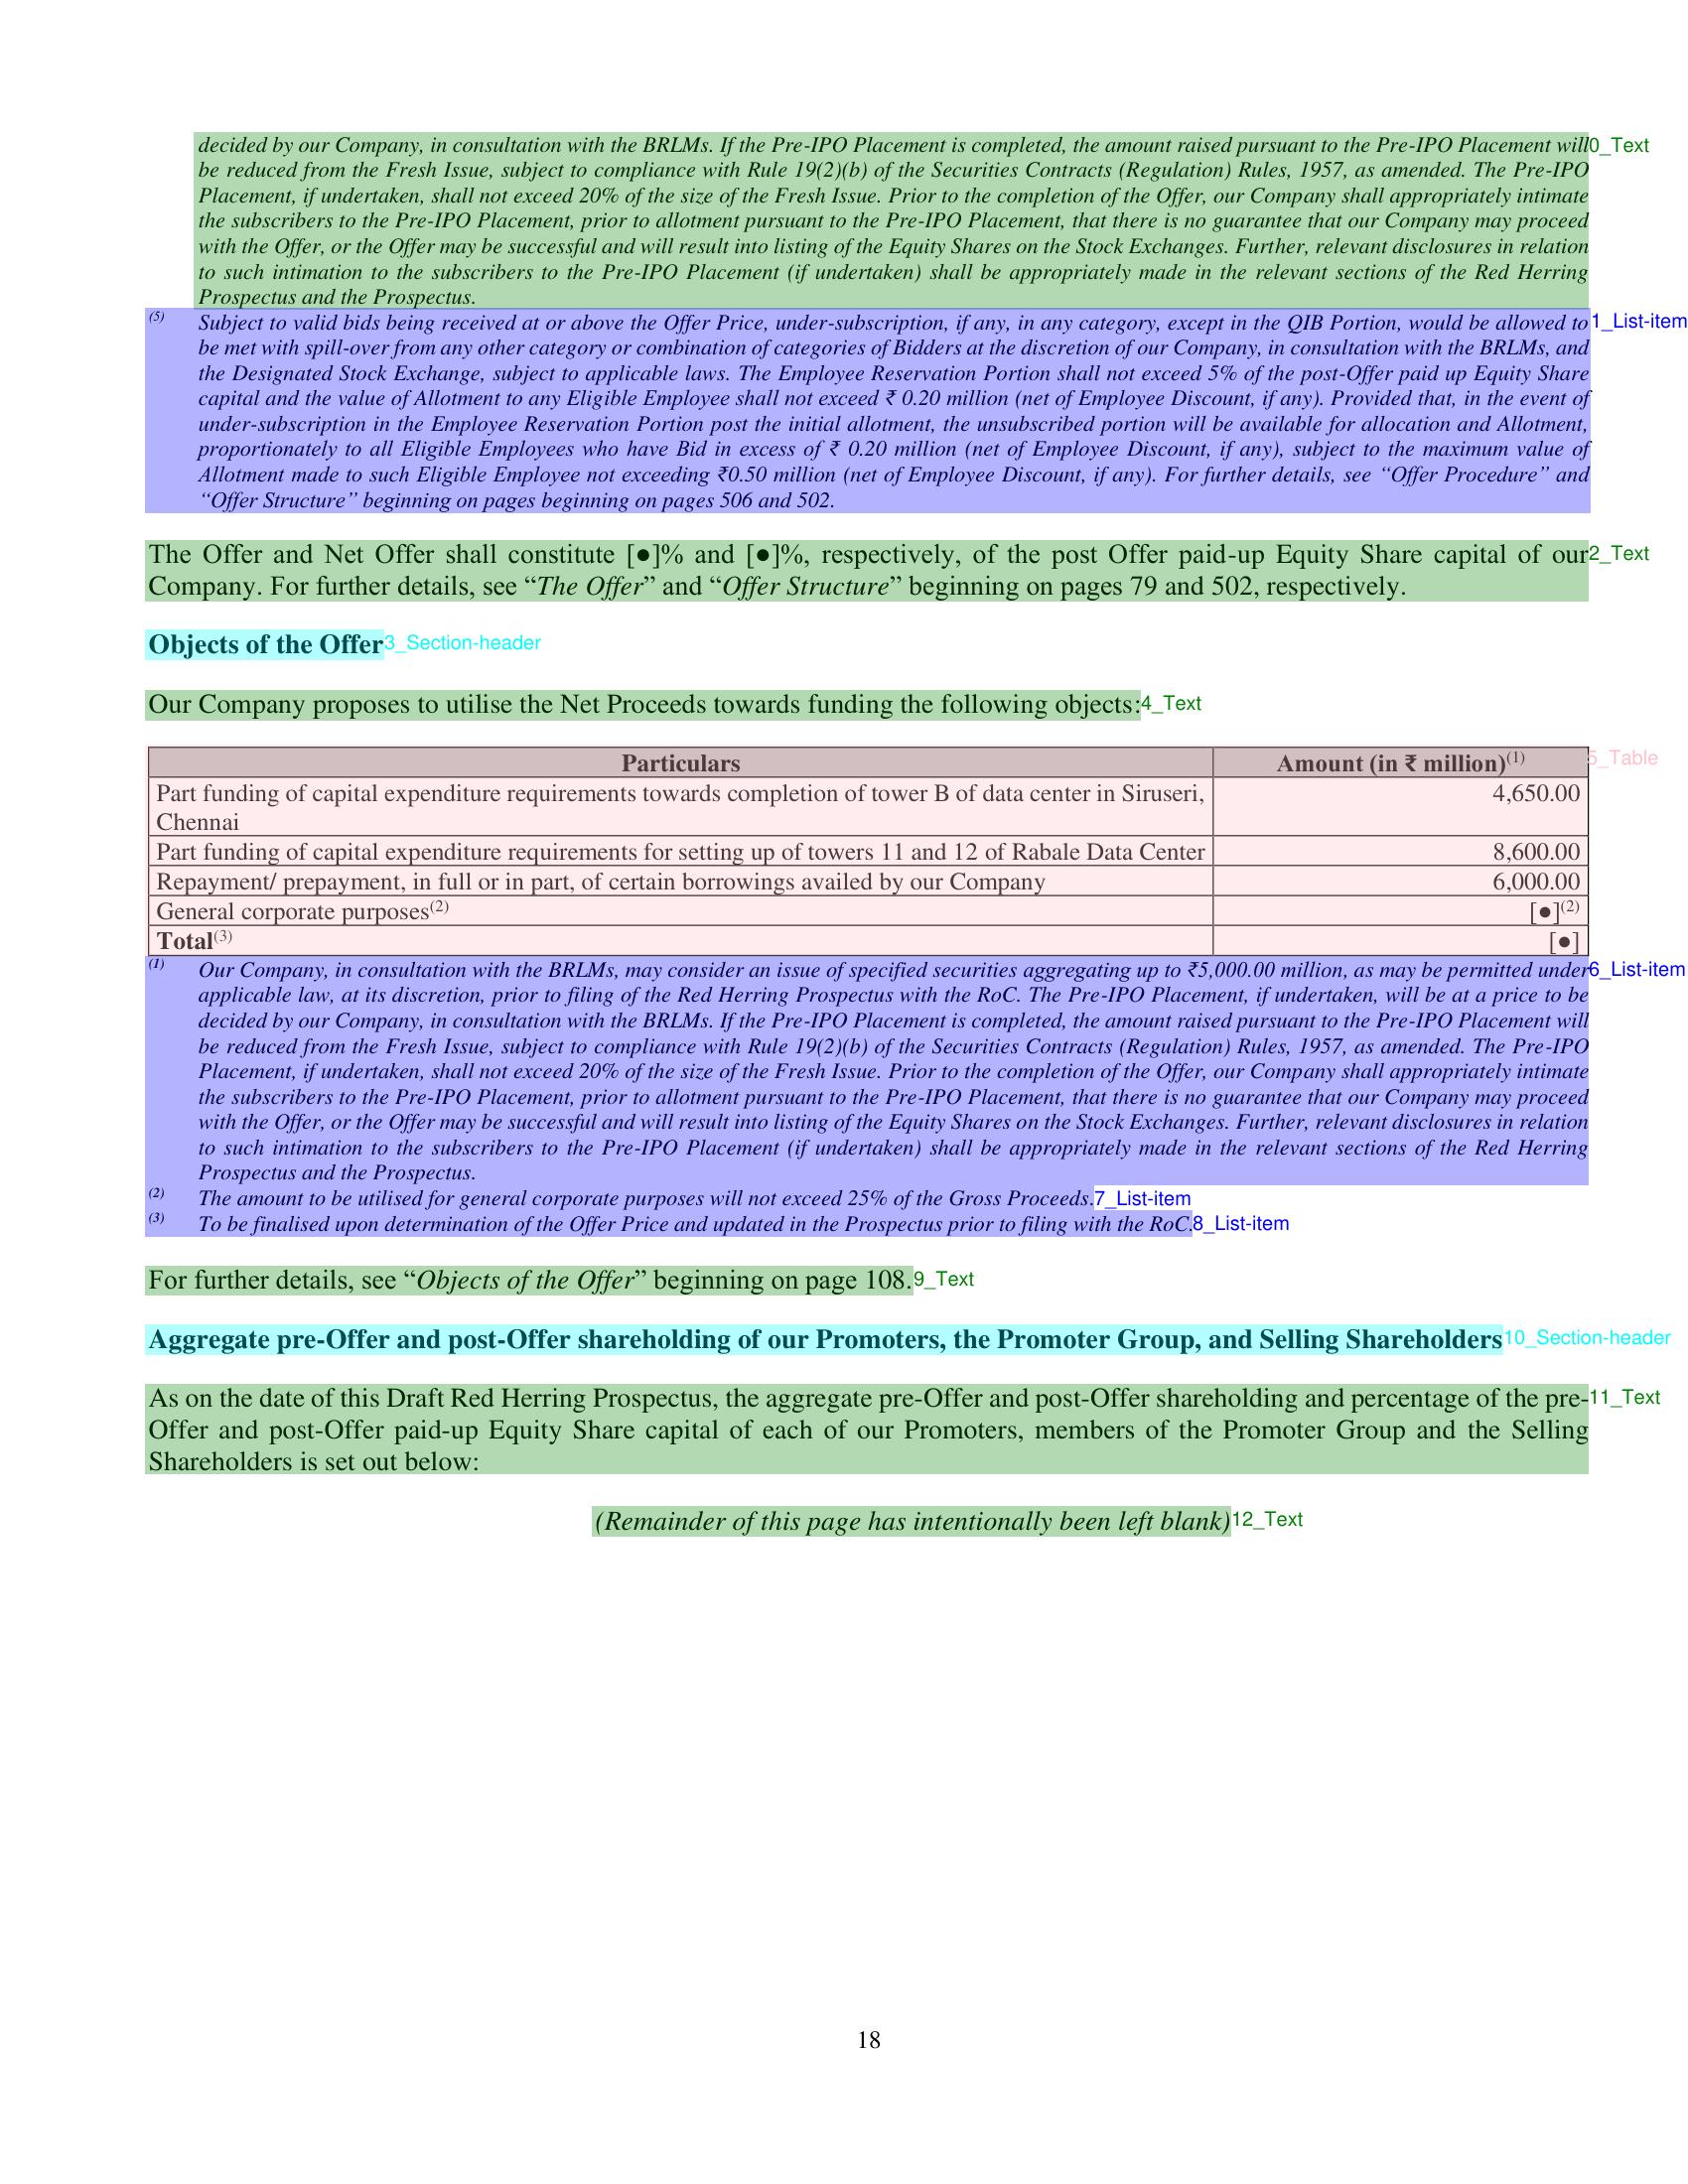 decided by our Company, in consultation with the BRLMs. If the Pre-IPO Placement is completed, the amount raised pursuant to the Pre-IPO Placement will 0_Text
be reduced from the Fresh Issue, subject to compliance with Rule 19(2)(b) of the Securities Contracts (Regulation) Rules, 1957, as amended. The Pre-IPO
Placement, if undertaken, shall not exceed 20% of the size of the Fresh Issue. Prior to the completion of the Offer, our Company shall appropriately intimate
the subscribers to the Pre-IPO Placement, prior to allotment pursuant to the Pre-IPO Placement, that there is no guarantee that our Company may proceed
with the Offer, or the Offer may be successful and will result into listing of the Equity Shares on the Stock Exchanges. Further, relevant disclosures in relation
to such intimation to the subscribers to the Pre-IPO Placement (if undertaken) shall be appropriately made in the relevant sections of the Red Herring
Prospectus and the Prospectus.
(5) Subject to valid bids being received at or above the Offer Price, under-subscription, if any, in any category, except in the QIB Portion, would be allowed to 1_List-item
be met with spill-over from any other category or combination of categories of Bidders at the discretion of our Company, in consultation with the BRLMs, and
the Designated Stock Exchange, subject to applicable laws. The Employee Reservation Portion shall not exceed 5% of the post-Offer paid up Equity Share
capital and the value of Allotment to any Eligible Employee shall not exceed ₹ 0.20 million (net of Employee Discount, if any). Provided that, in the event of
under-subscription in the Employee Reservation Portion post the initial allotment, the unsubscribed portion will be available for allocation and Allotment,
proportionately to all Eligible Employees who have Bid in excess of ₹ 0.20 million (net of Employee Discount, if any), subject to the maximum value of
Allotment made to such Eligible Employee not exceeding ₹0.50 million (net of Employee Discount, if any). For further details, see “Offer Procedure” and
“Offer Structure” beginning on pages beginning on pages 506 and 502.
The Offer and Net Offer shall constitute [●]% and [●]%, respectively, of the post Offer paid-up Equity Share capital of our 2_Text
Company. For further details, see “The Offer” and “Offer Structure” beginning on pages 79 and 502, respectively.
Objects of the Offer 3_Section-header
Our Company proposes to utilise the Net Proceeds towards funding the following objects: 4_Text
Particulars Amount (in ₹ million)(1) 5_Table
Part funding of capital expenditure requirements towards completion of tower B of data center in Siruseri, 4,650.00
Chennai
Part funding of capital expenditure requirements for setting up of towers 11 and 12 of Rabale Data Center 8,600.00
Repayment/ prepayment, in full or in part, of certain borrowings availed by our Company 6,000.00
General corporate purposes(2) [●](2)
Total(3) [●]
(1) Our Company, in consultation with the BRLMs, may consider an issue of specified securities aggregating up to ₹5,000.00 million, as may be permitted under 6_List-item
applicable law, at its discretion, prior to filing of the Red Herring Prospectus with the RoC. The Pre-IPO Placement, if undertaken, will be at a price to be
decided by our Company, in consultation with the BRLMs. If the Pre-IPO Placement is completed, the amount raised pursuant to the Pre-IPO Placement will
be reduced from the Fresh Issue, subject to compliance with Rule 19(2)(b) of the Securities Contracts (Regulation) Rules, 1957, as amended. The Pre-IPO
Placement, if undertaken, shall not exceed 20% of the size of the Fresh Issue. Prior to the completion of the Offer, our Company shall appropriately intimate
the subscribers to the Pre-IPO Placement, prior to allotment pursuant to the Pre-IPO Placement, that there is no guarantee that our Company may proceed
with the Offer, or the Offer may be successful and will result into listing of the Equity Shares on the Stock Exchanges. Further, relevant disclosures in relation
to such intimation to the subscribers to the Pre-IPO Placement (if undertaken) shall be appropriately made in the relevant sections of the Red Herring
Prospectus and the Prospectus.
(2) The amount to be utilised for general corporate purposes will not exceed 25% of the Gross Proceeds. 7_List-item
(3) To be finalised upon determination of the Offer Price and updated in the Prospectus prior to filing with the RoC. 8_List-item
For further details, see “Objects of the Offer” beginning on page 108. 9_Text
Aggregate pre-Offer and post-Offer shareholding of our Promoters, the Promoter Group, and Selling Shareholders 10_Section-header
As on the date of this Draft Red Herring Prospectus, the aggregate pre-Offer and post-Offer shareholding and percentage of the pre- 11_Text
Offer and post-Offer paid-up Equity Share capital of each of our Promoters, members of the Promoter Group and the Selling
Shareholders is set out below:
(Remainder of this page has intentionally been left blank) 12_Text
18